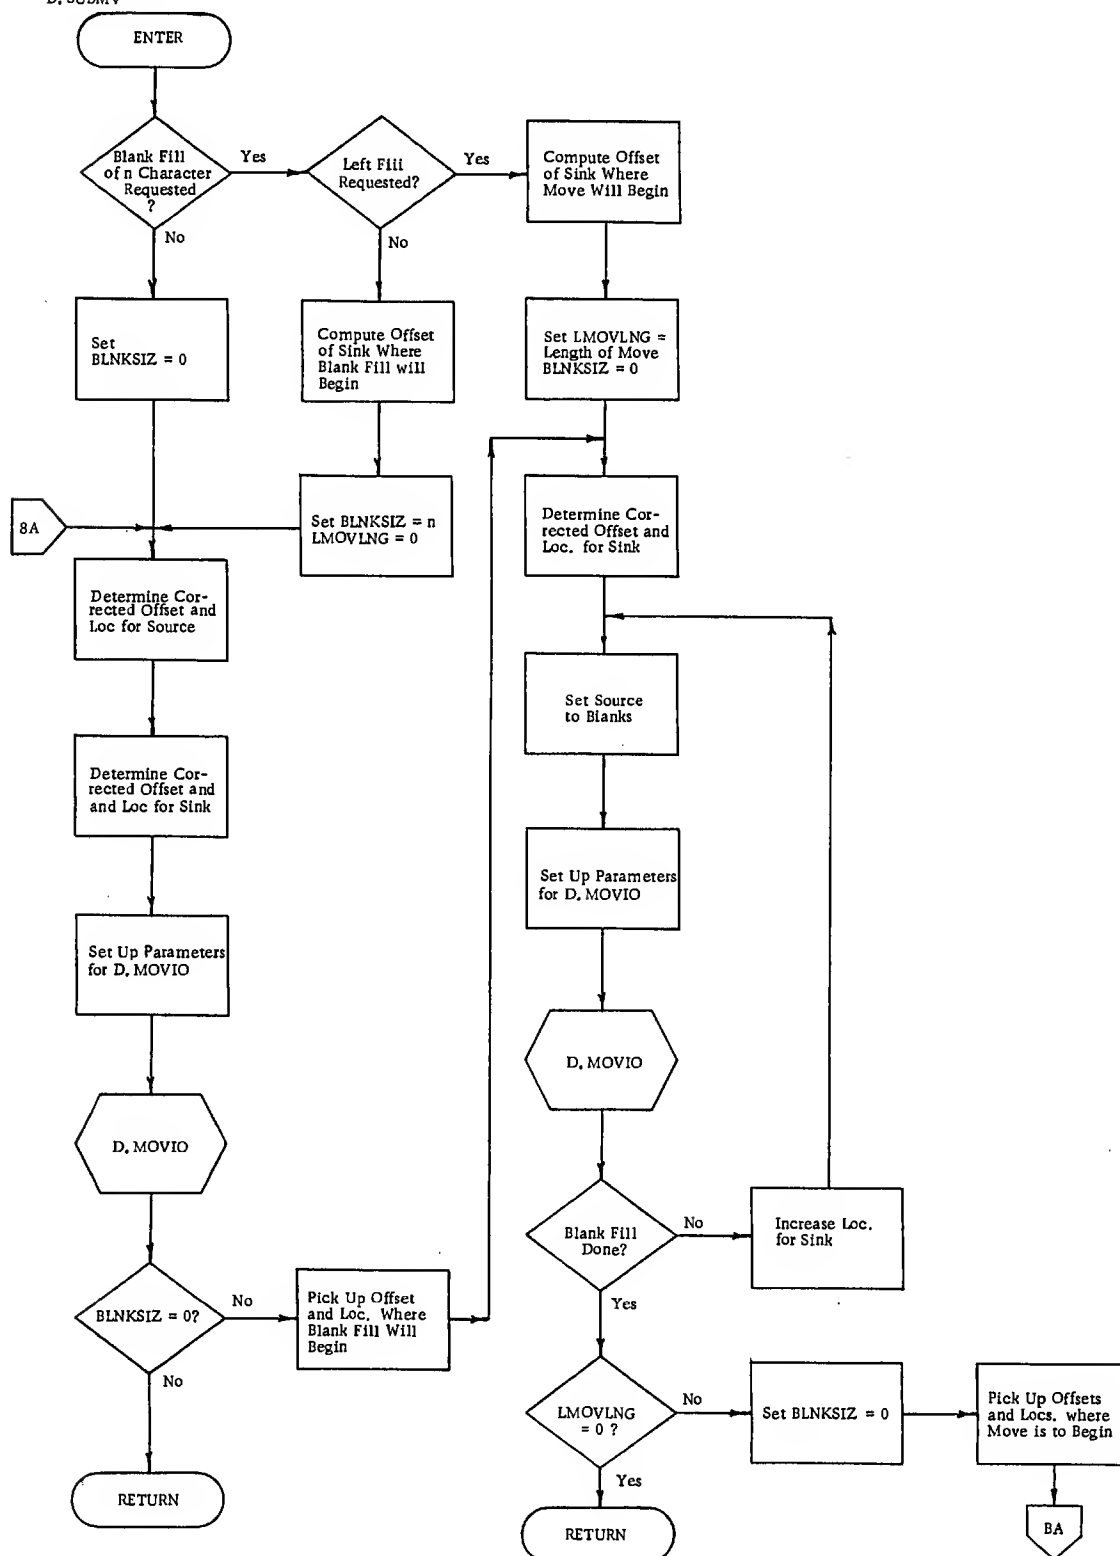 D. SUBMV
ENTER
Blank Fill
of n Character
Requested
?
Yes
No
Left Fill
Requested?
Yes
No
Compute Offset
of Sink Where
Move Will Begin
Set
BLNKSIZ = 0
Compute Offset
of Sink Where
Blank Fill will
Begin
Set LMOVLNG =
Length of Move
BLNKSIZ = 0
8A
Set BLNKSIZ = n
LMOVLNG = 0
Determine Cor-
rected Offset and
Loc. for Sink
Determine Cor-
rected Offset and
Loc for Source
Set Source
to Blanks
Determine Cor-
rected Offset and
and Loc for Sink
Set Up Parameters
for D. MOVIO
Set Up Parameters
for D. MOVIO
D. MOVIO
D. MOVIO
Blank Fill
Done?
No
Yes
Increase Loc.
for Sink
BLNKSIZ = 0?
No
No
Pick Up Offset
and Loc. Where
Blank Fill Will
Begin
LMOVLNG
= 0 ?
No
Yes
Set BLNKSIZ = 0
Pick Up Offsets
and Locs. where
Move is to Begin
RETURN
RETURN
BA